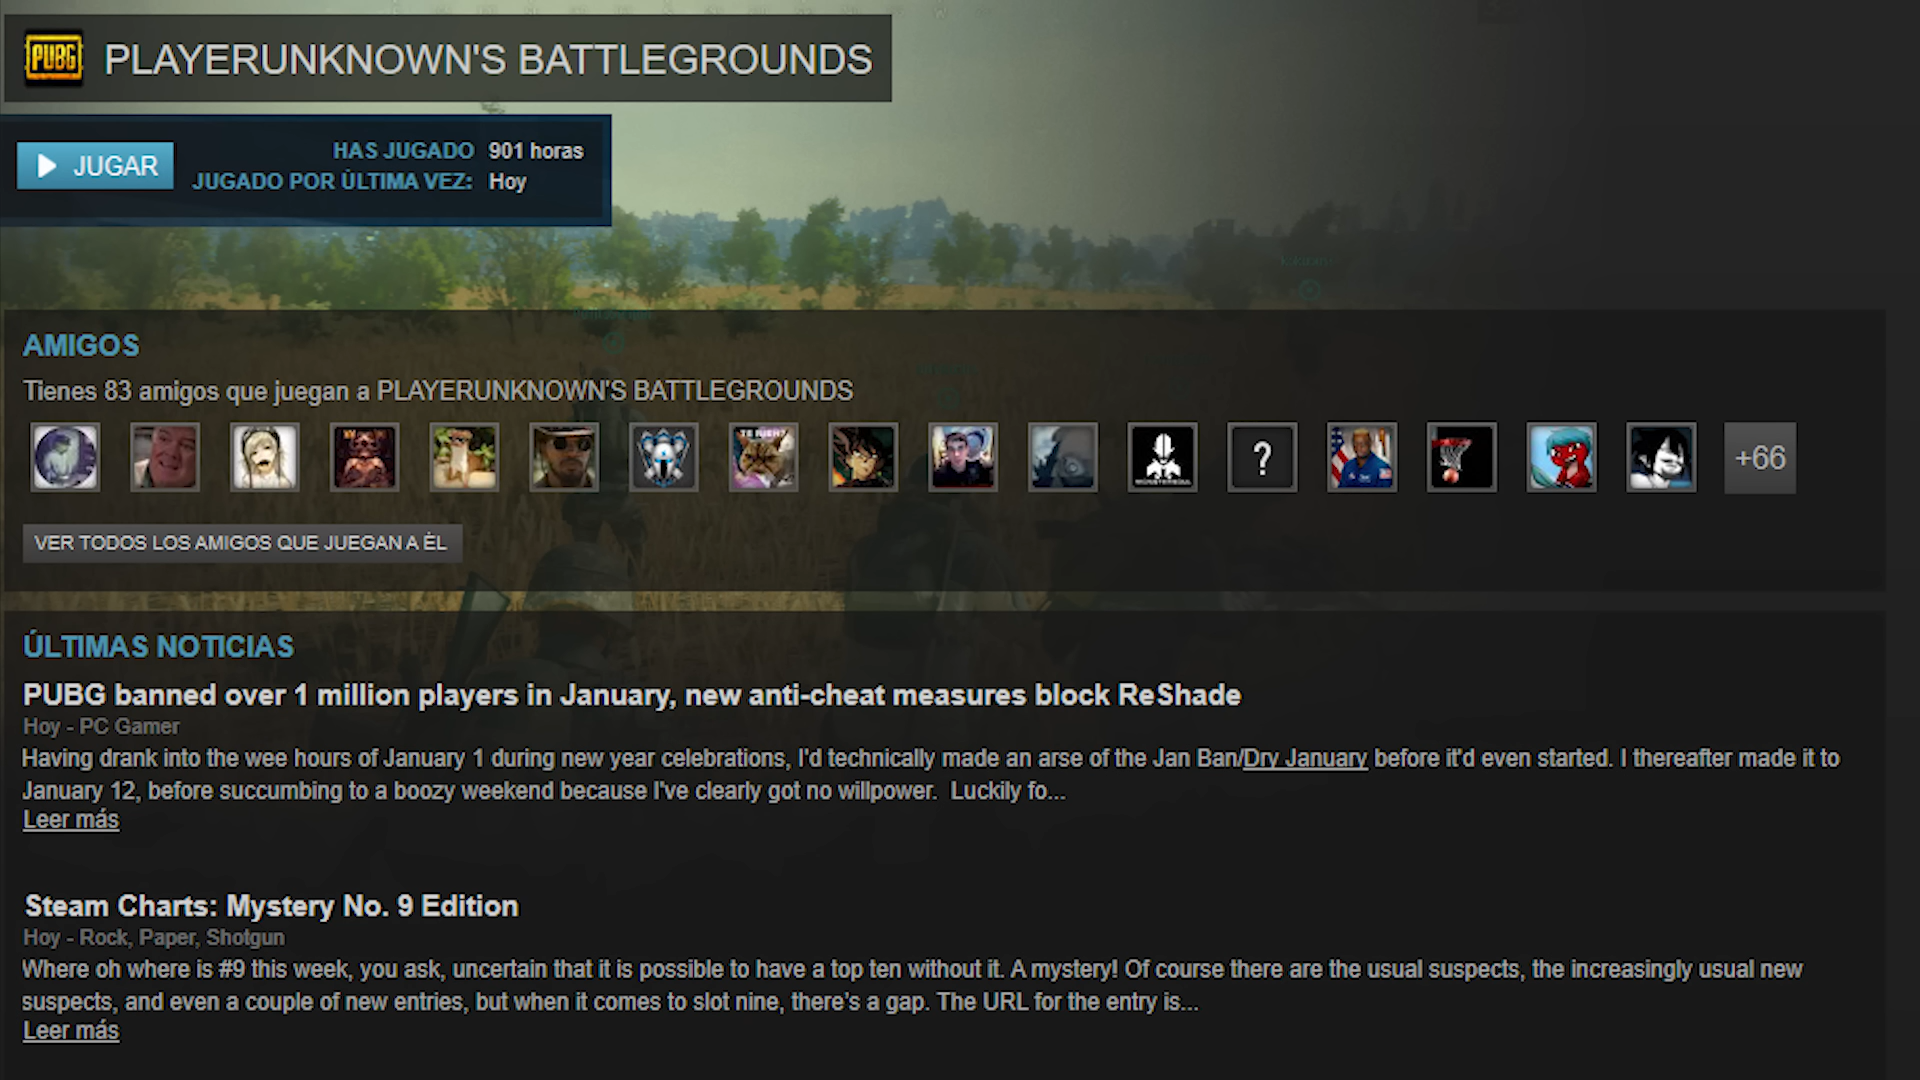 PUBG
PLAYERUNKNOWN'S BATTLEGROUNDS
JUGAR
HAS JUGADO 901 horas
JUGADO POR ÚLTIMA VEZ: Hoy
AMIGOS
Tienes 83 amigos que juegan a PLAYERUNKNOWN'S BATTLEGROUNDS
?
+66
VER TODOS LOS AMIGOS QUE JUEGAN A ÉL
ÚLTIMAS NOTICIAS
PUBG banned over 1 million players in January, new anti-cheat measures block ReShade
Hoy - PC Gamer
Having drank into the wee hours of January 1 during new year celebrations, I'd technically made an arse of the Jan Ban/Dry January before it'd even started. I thereafter made it to
January 12, before succumbing to a boozy weekend because I've clearly got no willpower.  Luckily fo...
Leer más
Steam Charts: Mystery No. 9 Edition
Hoy - Rock, Paper, Shotgun
Where oh where is #9 this week, you ask, uncertain that it is possible to have a top ten without it. A mystery! Of course there are the usual suspects, the increasingly usual new
suspects, and even a couple of new entries, but when it comes to slot nine, there's a gap. The URL for the entry is...
Leer más